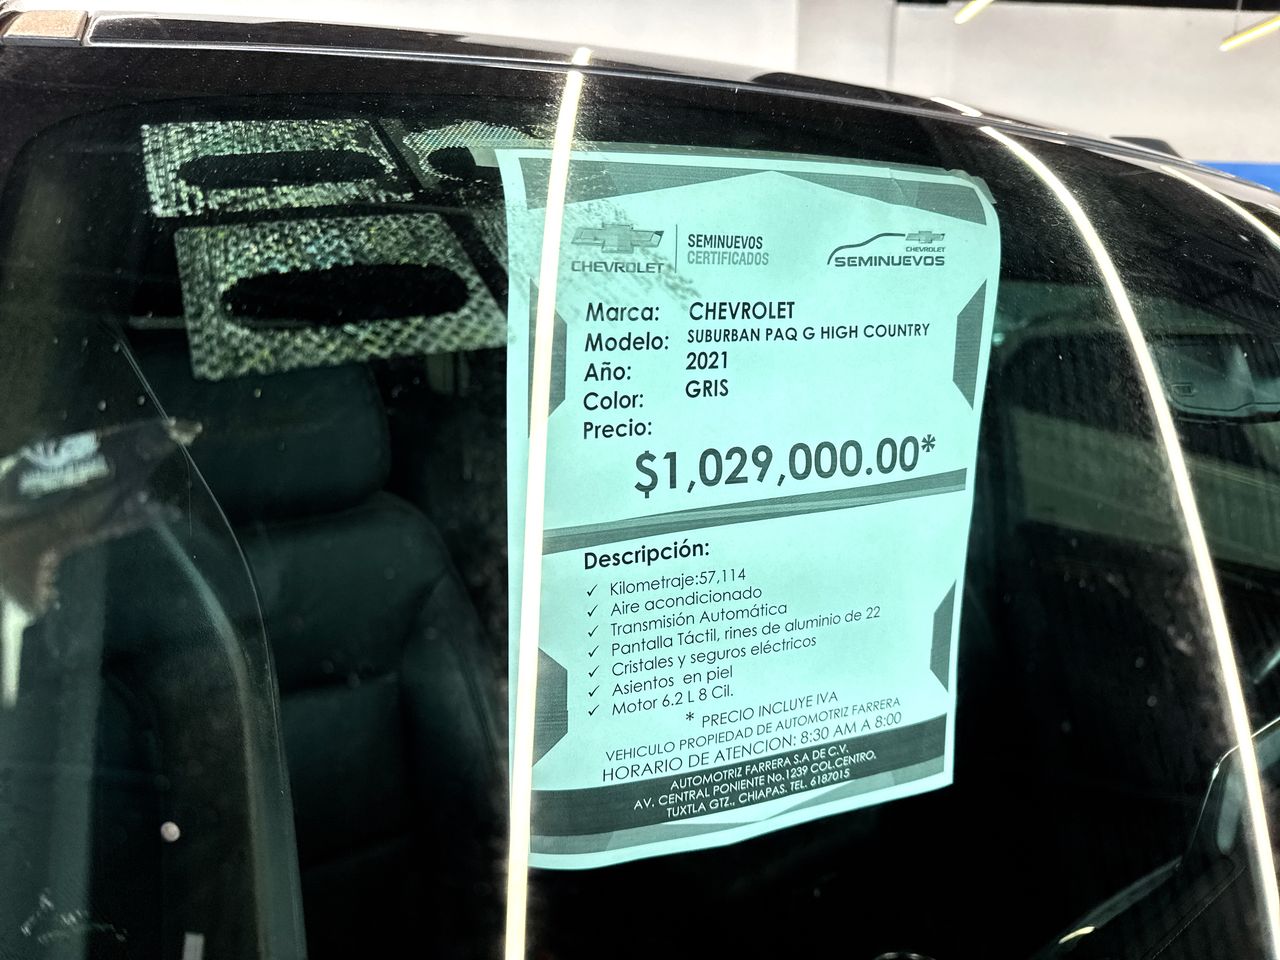 CHEVROLET
SEMINUEVOS
CERTIFICADOS
CHEVROLET
SEMINUEVOS
Marca: CHEVROLET
Modelo: SUBURBAN PAQ G HIGH COUNTRY
Año: 2021
Color: GRIS
Precio:
$1,029,000.00*
Descripción:
✓ Kilometraje:57,114
✓ Aire acondicionado
✓ Transmisión Automática
✓ Pantalla Táctil, rines de aluminio de 22
✓ Cristales y seguros eléctricos
✓ Asientos en piel
✓ Motor 6.2 L 8 Cil.
* PRECIO INCLUYE IVA
VEHICULO PROPIEDAD DE AUTOMOTRIZ FARRERA
HORARIO DE ATENCION: 8:30 AM A 8:00
AUTOMOTRIZ FARRERA S.A DE C.V.
AV. CENTRAL PONIENTE No.1239 COL.CENTRO.
TUXTLA GTZ., CHIAPAS. TEL. 6187015